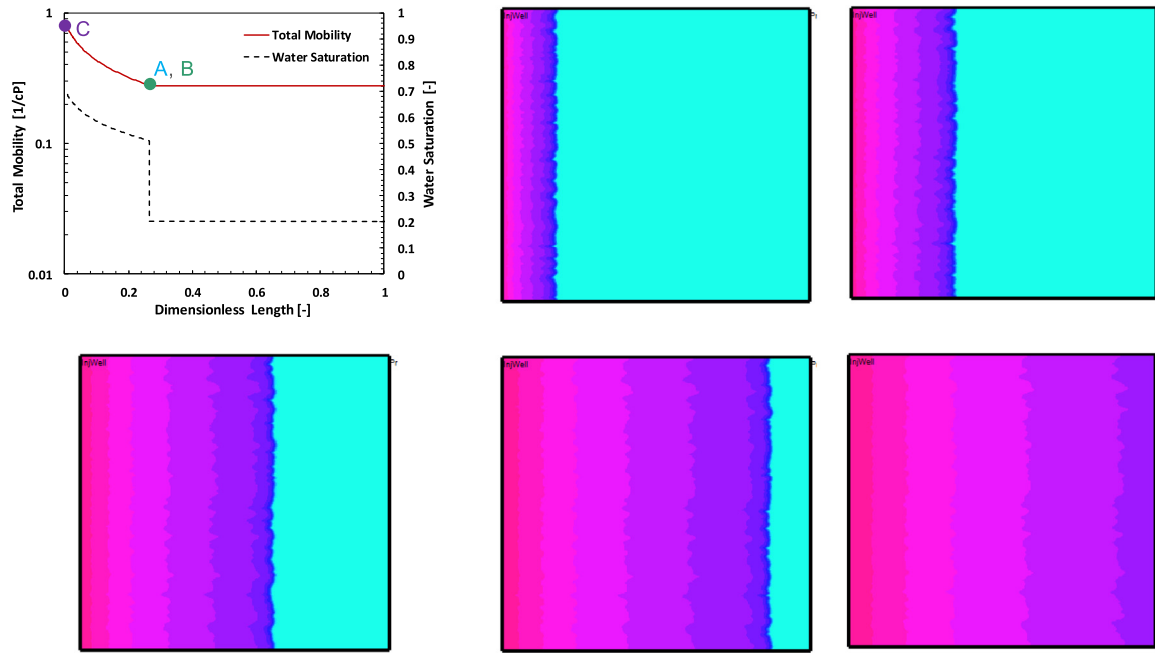 1
0.1
0.01
Total Mobility [1/cP]
C
A, B
Total Mobility
Water Saturation
1
0.9
0.8
0.7
0.6
0.5
0.4
0.3
0.2
0.1
0
Water Saturation [-]
0
0.2
0.4
0.6
0.8
1
Dimensionless Length [-]
InjWell
Pr
InjWell
InjWell
Pr
InjWell
InjWell